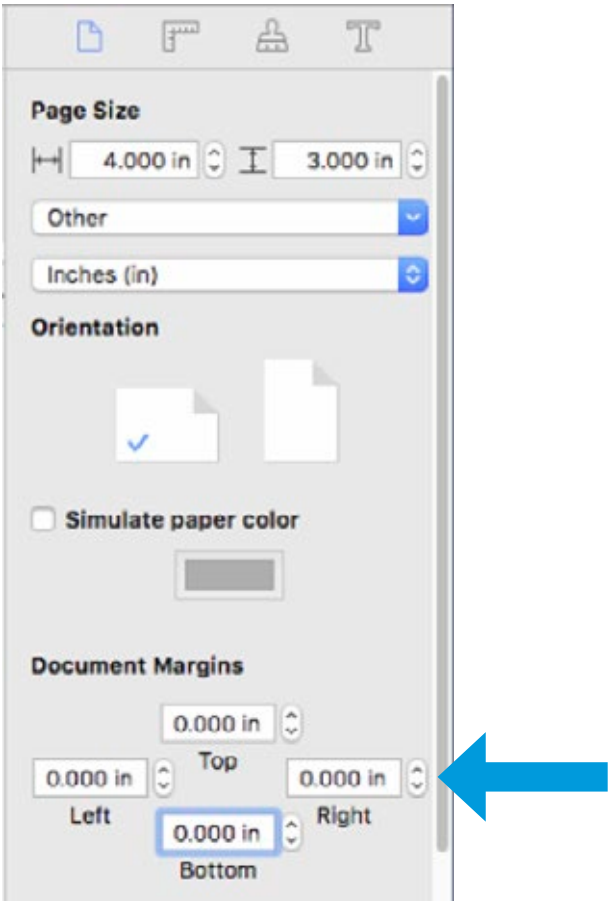 Page Size
4.000 in 3.000 in
Other
Inches (in)
Orientation
Simulate paper color
Document Margins
0.000 in
Top
0.000 in 0.000 in
Left Right
0.000 in
Bottom